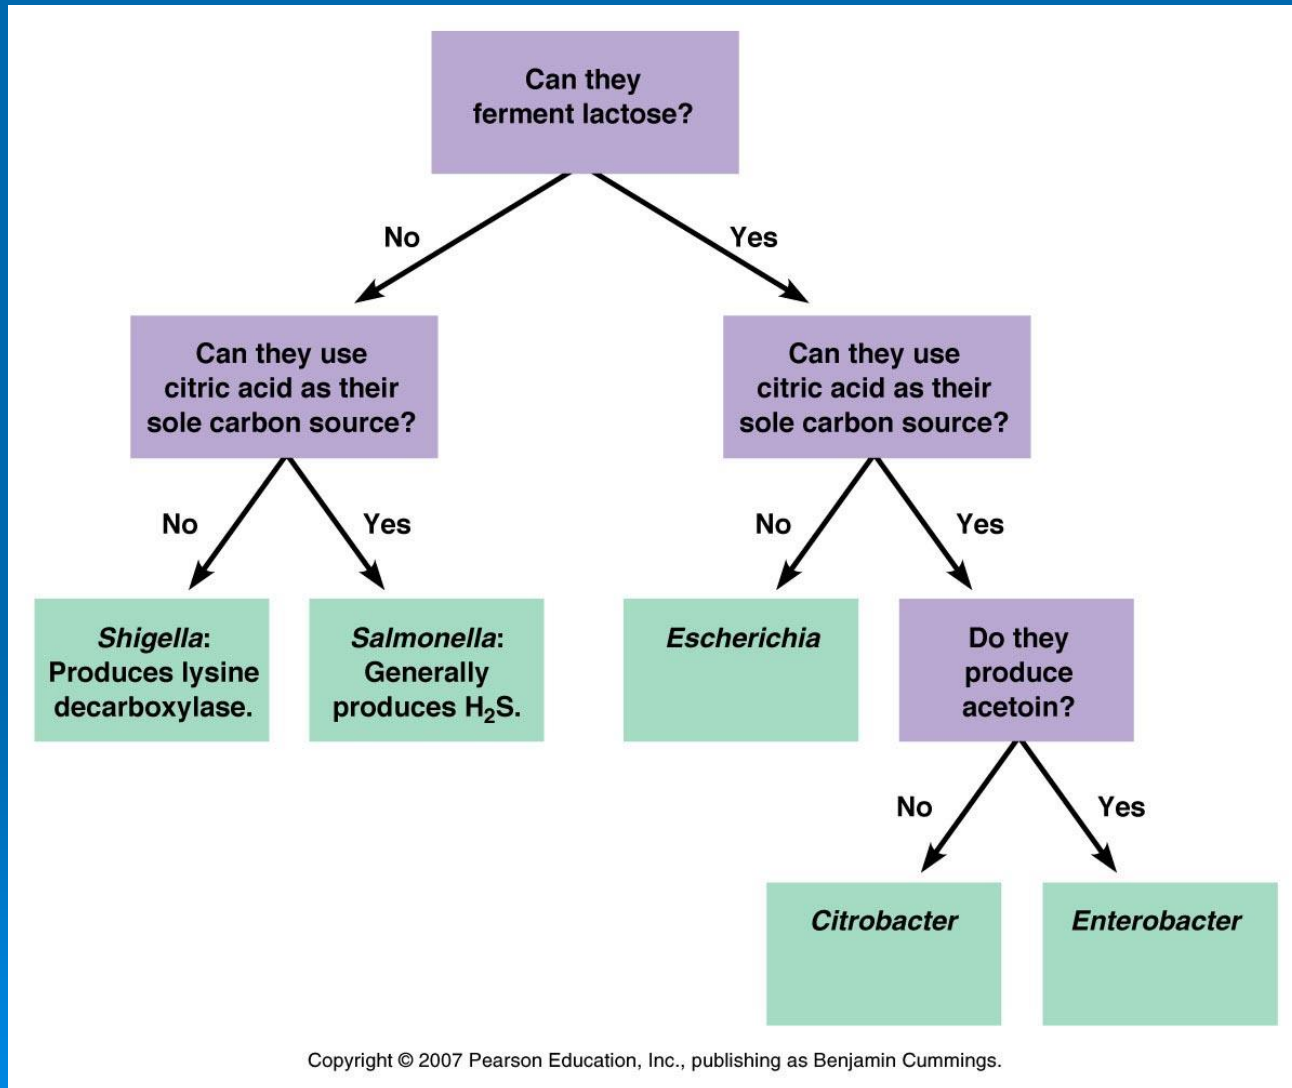 Can they
ferment lactose?
No
Yes
Can they use
citric acid as their
sole carbon source?
Can they use
citric acid as their
sole carbon source?
No
Yes
No
Yes
Shigella:
Produces lysine
decarboxylase.
Salmonella:
Generally
produces H₂S.
Escherichia
Do they
produce
acetoin?
No
Yes
Citrobacter
Enterobacter
Copyright © 2007 Pearson Education, Inc., publishing as Benjamin Cummings.